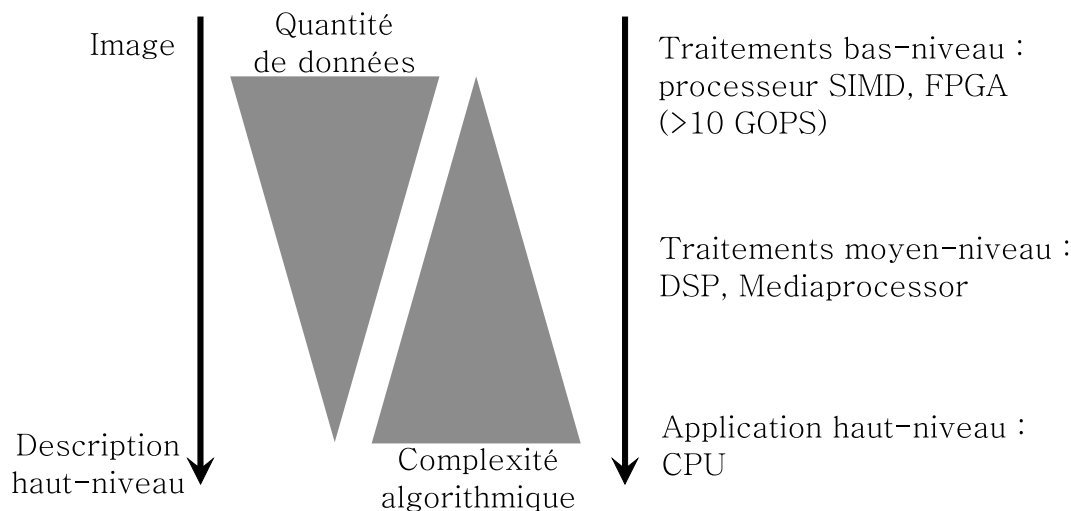 Image
Quantité
de données
Traitements bas-niveau :
processeur SIMD, FPGA
(>10 GOPS)
Traitements moyen-niveau :
DSP, Mediaprocessor
Description
haut-niveau
Complexité
algorithmique
Application haut-niveau :
CPU